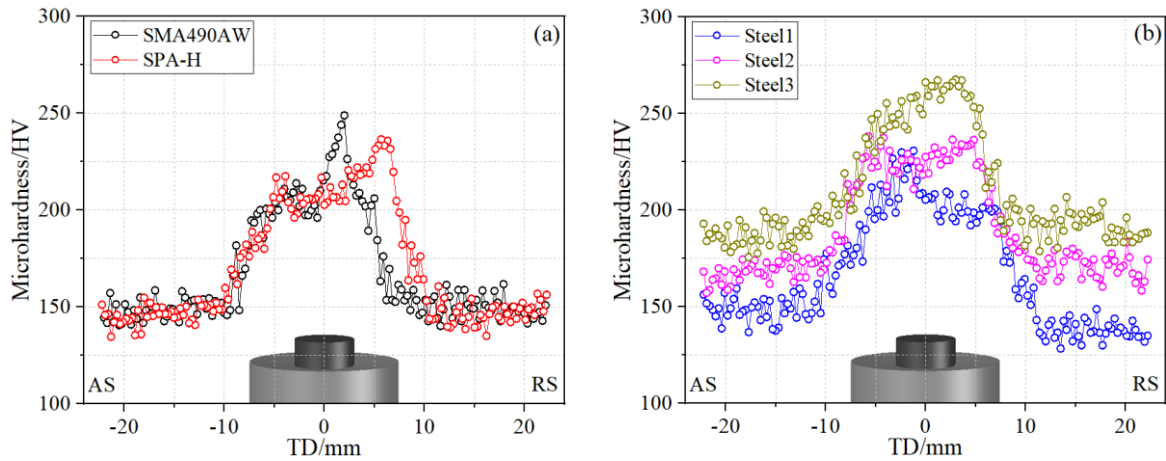 300
250
200
150
100
Microhardness/HV
SMA490AW
SPA-H
(a)
AS
RS
-20 -10 0 10 20
TD/mm
300
250
200
150
100
Microhardness/HV
Steel1
Steel2
Steel3
(b)
AS
RS
-20 -10 0 10 20
TD/mm